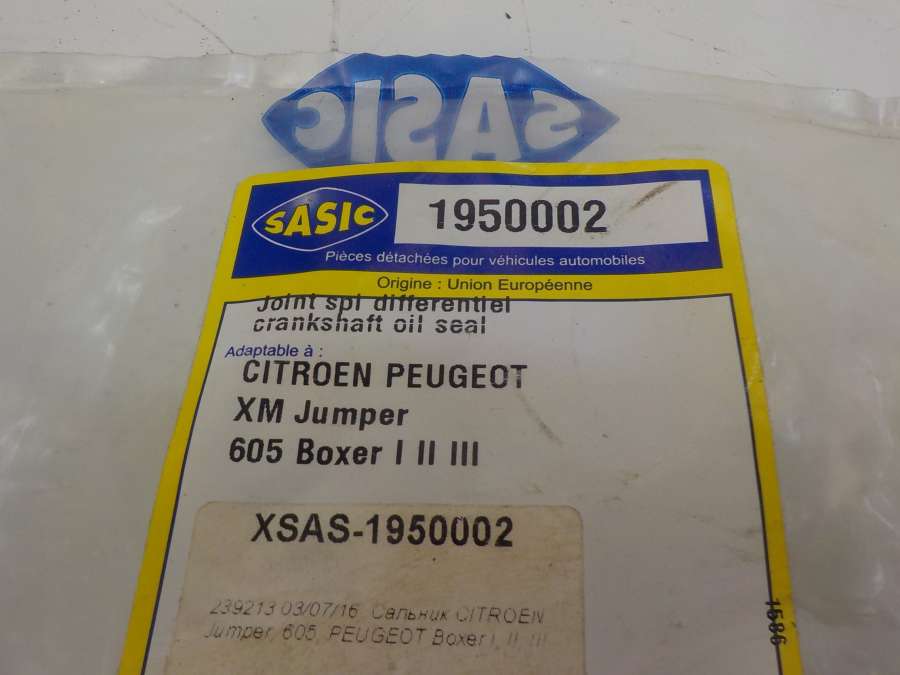 SASIC
SASIC
1950002
Pièces détachées pour véhicules automobiles
Origine : Union Européenne
Joint spi differentiel
crankshaft oil seal
Adaptable à :
CITROEN PEUGEOT
XM Jumper
605 Boxer I II III
XSAS-1950002
239213 03/07/16 Сальник CITROEN
Jumper, 605, PEUGEOT Boxer I, II, III
1986